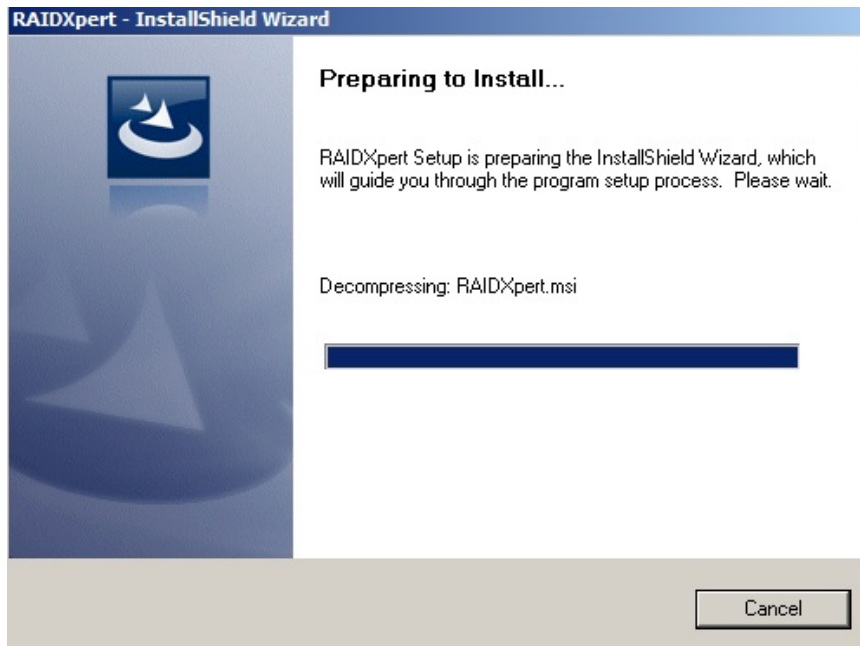 RAIDXpert - InstallShield Wizard
Preparing to Install...
RAIDXpert Setup is preparing the InstallShield Wizard, which
will guide you through the program setup process.  Please wait.
Decompressing: RAIDXpert.msi
Cancel